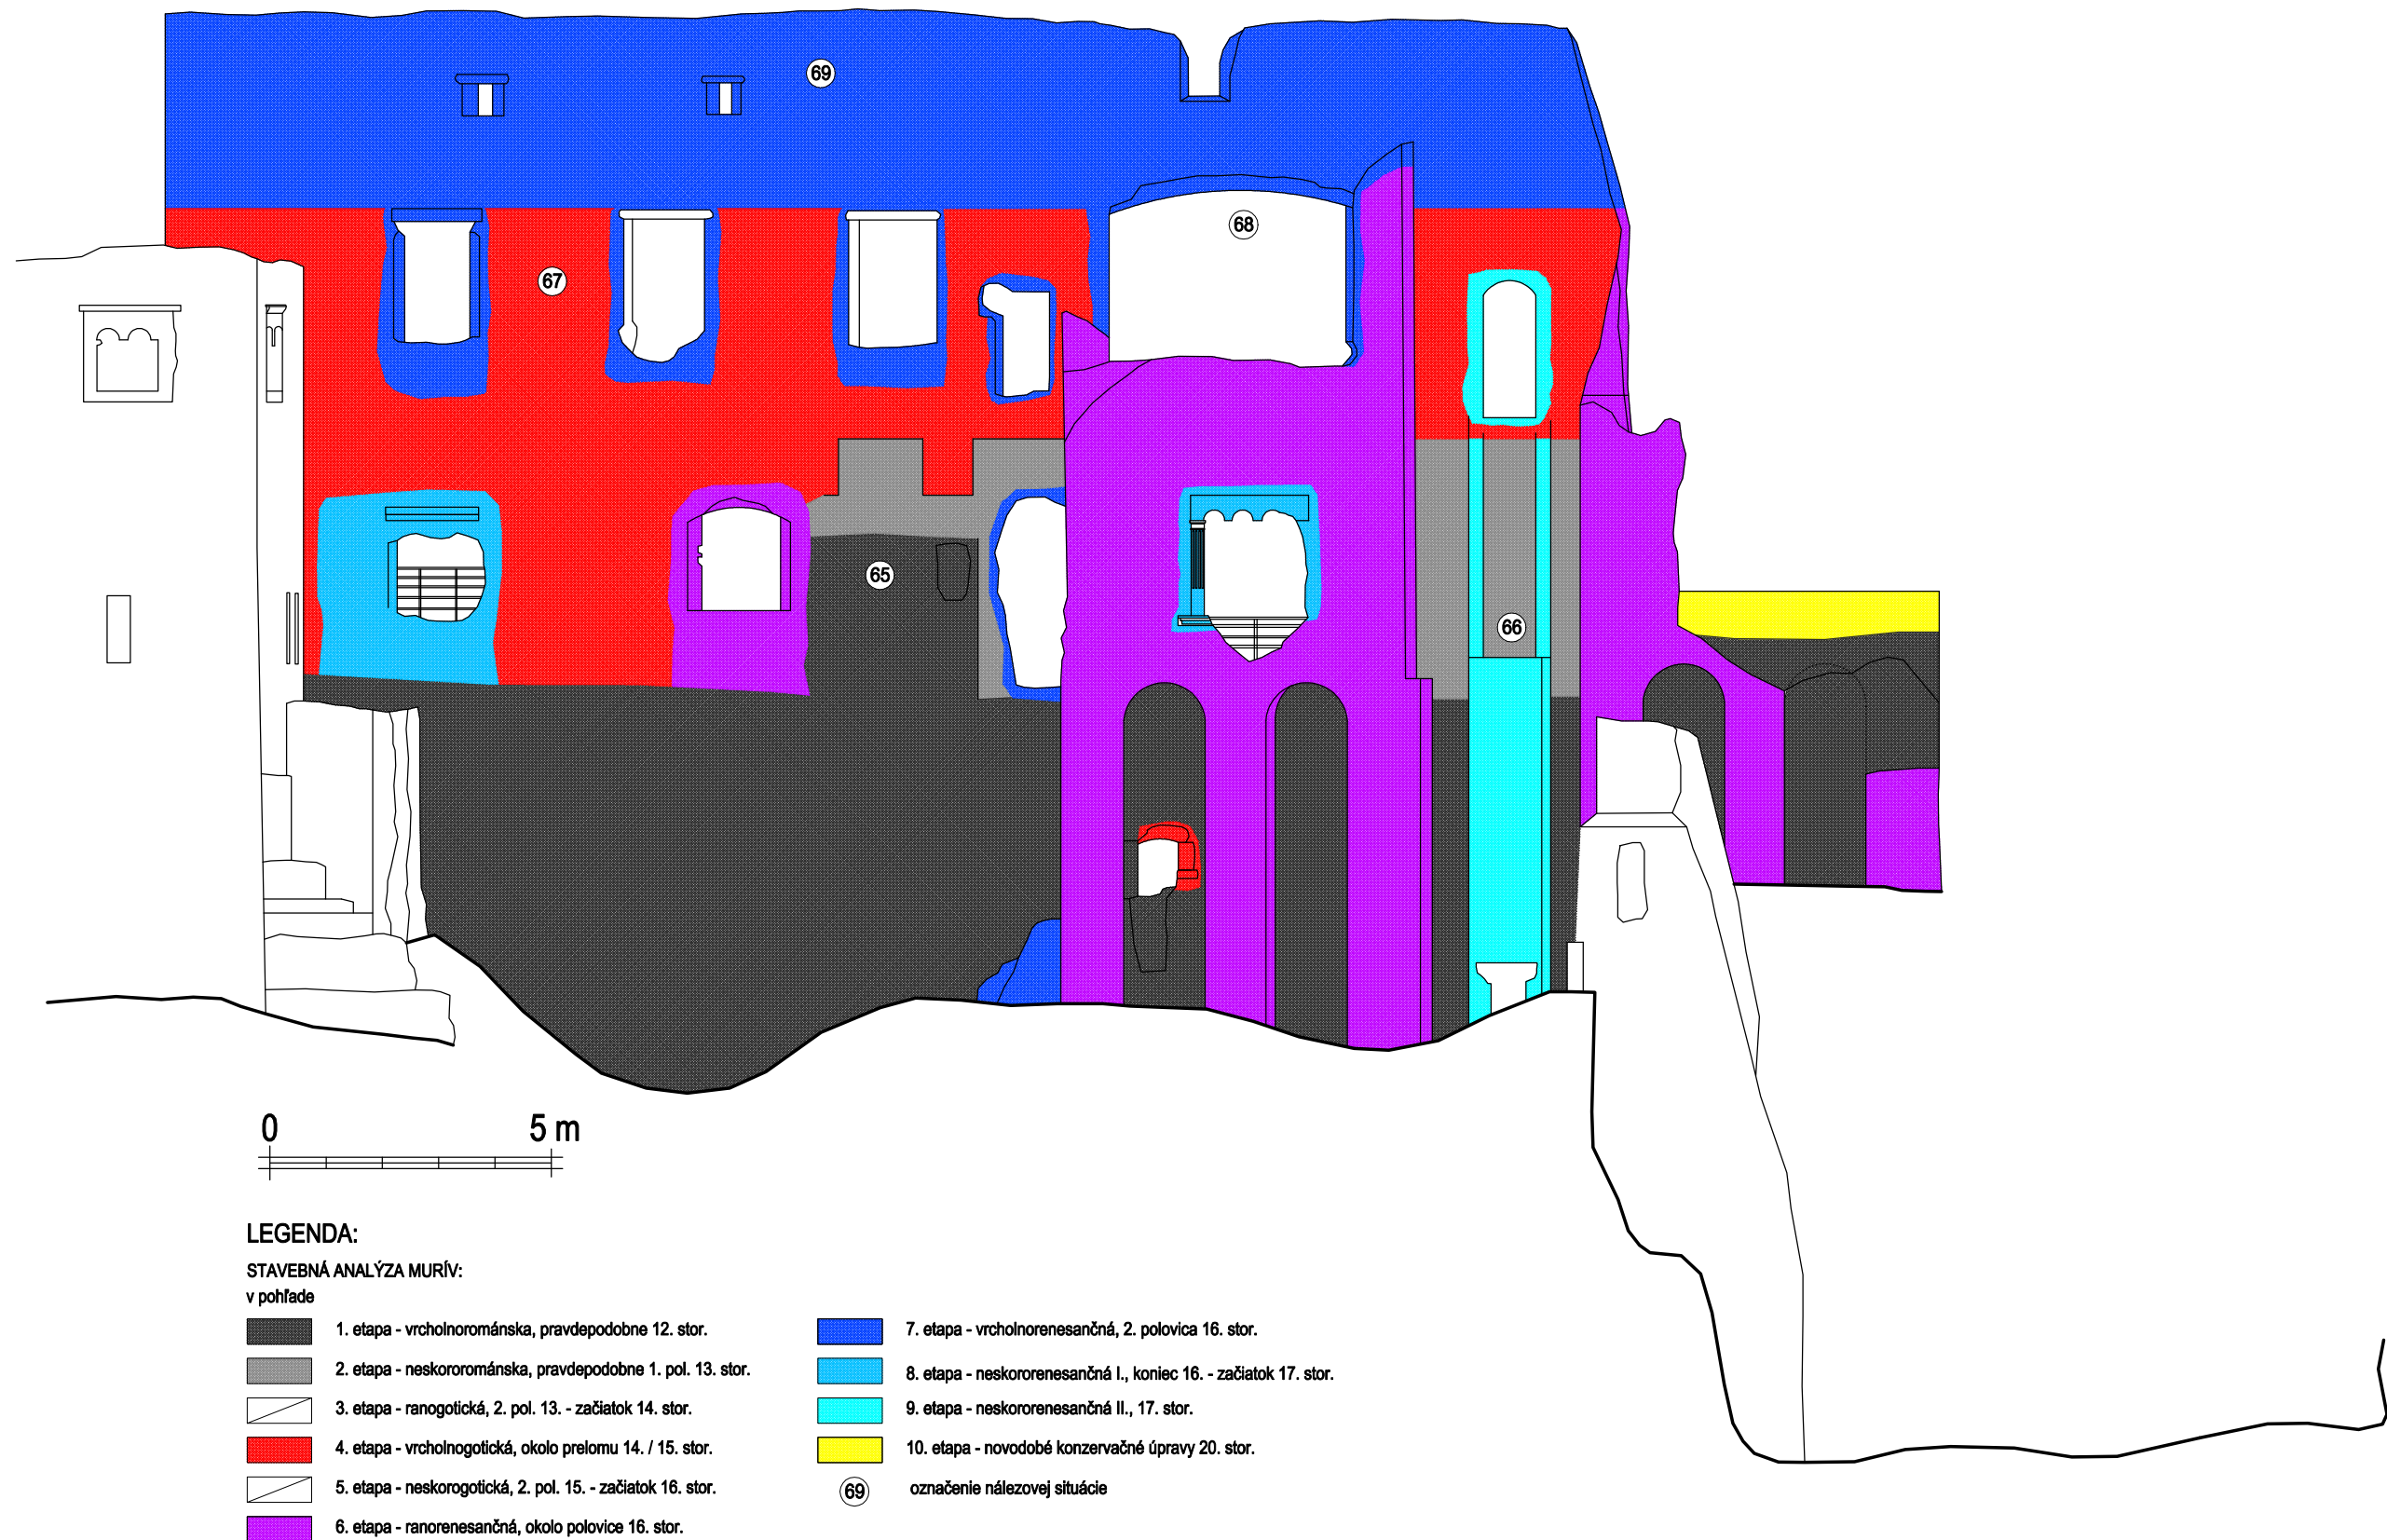 69
68
67
65
66
0 5 m
LEGENDA:
STAVEBNÁ ANALÝZA MURÍV:
v pohľade
1. etapa - vrcholnorománska, pravdepodobne 12. stor.
2. etapa - neskororománska, pravdepodobne 1. pol. 13. stor.
3. etapa - ranogotická, 2. pol. 13. - začiatok 14. stor.
4. etapa - vrcholnogotická, okolo prelomu 14. / 15. stor.
5. etapa - neskorogotická, 2. pol. 15. - začiatok 16. stor.
6. etapa - ranorenesančná, okolo polovice 16. stor.
7. etapa - vrcholnorenesančná, 2. polovica 16. stor.
8. etapa - neskororenesančná I., koniec 16. - začiatok 17. stor.
9. etapa - neskororenesančná II., 17. stor.
10. etapa - novodobé konzervačné úpravy 20. stor.
69 označenie nálezovej situácie